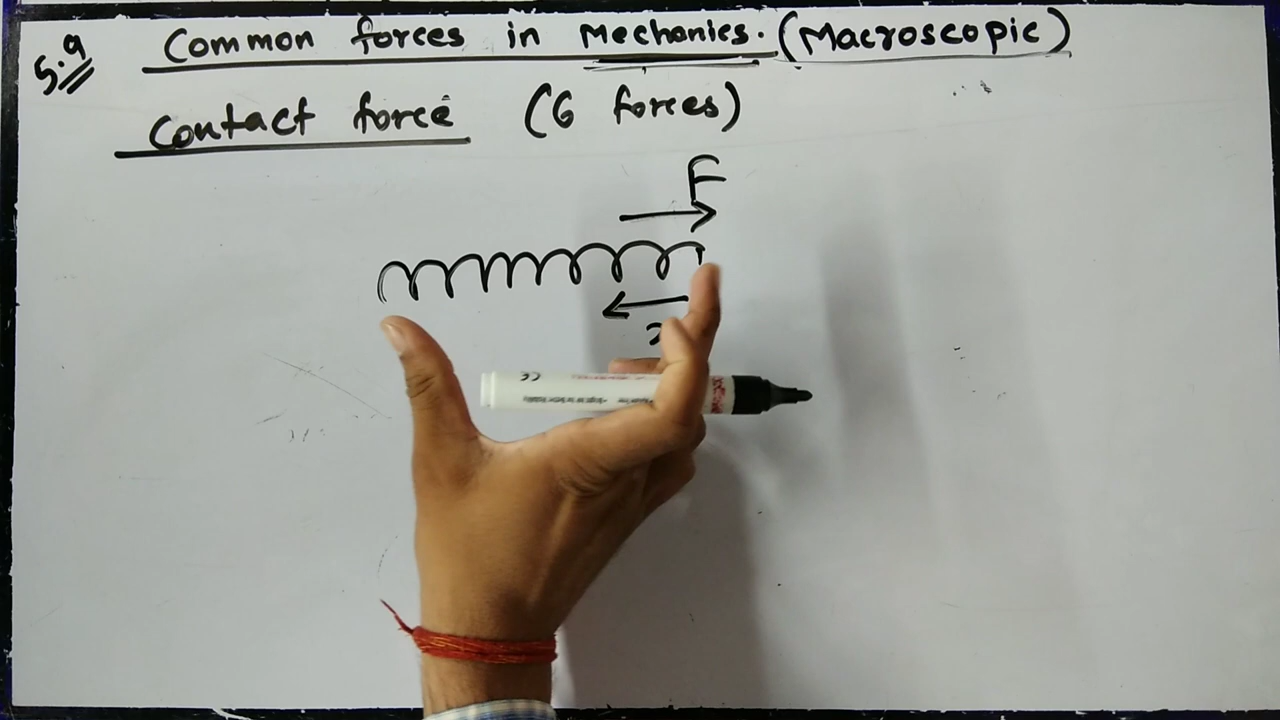 5.9 Common forces in Mechanics. (Macroscopic)
Contact force (6 forces)
F